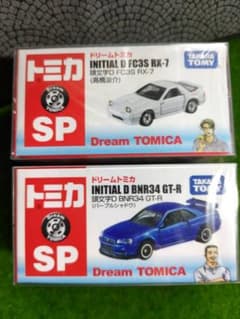 トミカ
SP
ドリームトミカ
INITIAL D FC3S RX-7
頭文字D FC3S RX-7
(高橋涼介)
TAKARA
TOMY
Dream TOMICA
トミカ
SP
ドリームトミカ
INITIAL D BNR34 GT-R
頭文字D BNR34 GT-R
(パープルシャドウ)
TAKARA
TOMY
Dream TOMICA